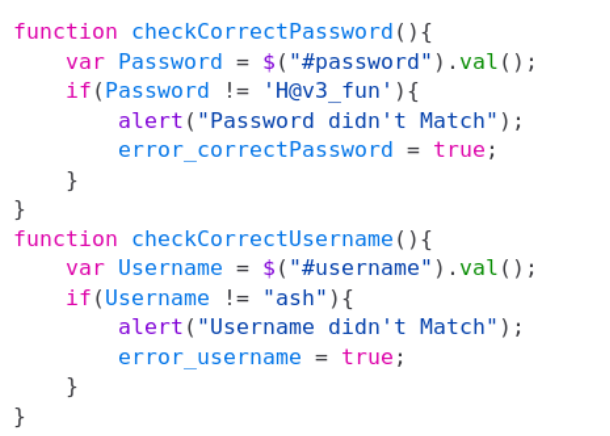 function checkCorrectPassword(){
    var Password = $("#password").val();
    if(Password != 'H@v3_fun'){
        alert("Password didn't Match");
        error_correctPassword = true;
    }
}
function checkCorrectUsername(){
    var Username = $("#username").val();
    if(Username != "ash"){
        alert("Username didn't Match");
        error_username = true;
    }
}